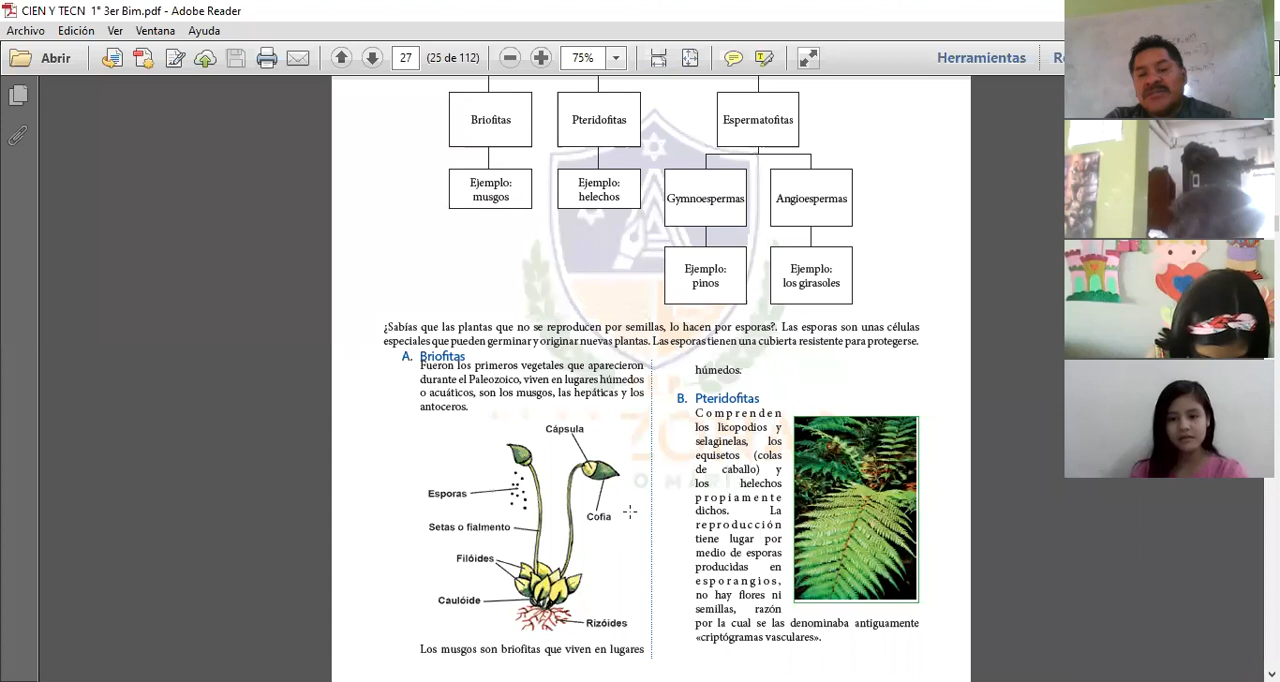 CIEN Y TECN 1° 3er Bim.pdf - Adobe Reader
Archivo Edición Ver Ventana Ayuda
Abrir 27 (25 de 112) 75% Herramientas
Briofitas Pteridofitas Espermatofitas
Ejemplo:
musgos
Ejemplo:
helechos
Gymnoespermas Angioespermas
Ejemplo:
pinos
Ejemplo:
los girasoles
¿Sabías que las plantas que no se reproducen por semillas, lo hacen por esporas?. Las esporas son unas células
especiales que pueden germinar y originar nuevas plantas. Las esporas tienen una cubierta resistente para protegerse.
A. Briofitas
Fueron los primeros vegetales que aparecieron
durante el Paleozoico, viven en lugares húmedos
o acuáticos, son los musgos, las hepáticas y los
antoceros.
Cápsula
Esporas
Cofia
Setas o fialmento
Filóides
Caulóide
Rizóides
Los musgos son briofitas que viven en lugares
húmedos.
B. Pteridofitas
Comprenden
los licopodios y
selaginelas, los
equisetos (colas
de caballo) y
los helechos
propiamente
dichos. La
reproducción
tiene lugar por
medio de esporas
producidas en
esporangios,
no hay flores ni
semillas, razón
por la cual se las denominaba antiguamente
«criptógramas vasculares».